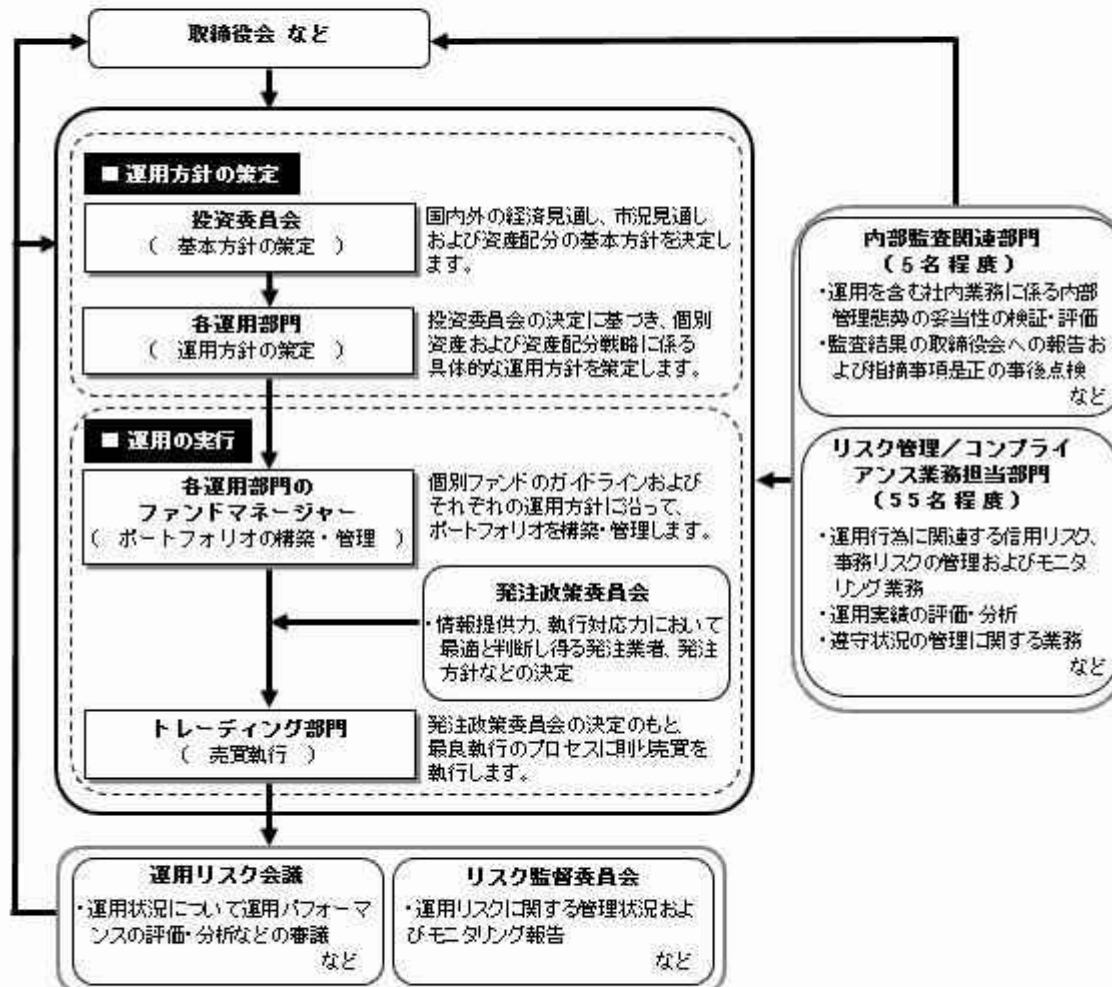 取締役会 など
■ 運用方針の策定
投資委員会
( 基本方針の策定 )
国内外の経済見通し、市況見通し
および資産配分の基本方針を決定し
ます。
各運用部門
( 運用方針の策定 )
投資委員会の決定に基づき、個別
資産および資産配分戦略に係る
具体的な運用方針を策定します。
■ 運用の実行
各運用部門の
ファンドマネージャー
( ポートフォリオの構築・管理 )
個別ファンドのガイドラインおよび
それぞれの運用方針に沿って、
ポートフォリオを構築・管理します。
発注政策委員会
・情報提供力、執行対応力において
最適と判断し得る発注業者、発注
方針などの決定
トレーディング部門
( 売買執行 )
発注政策委員会の決定のもと、
最良執行のプロセスに則り売買を
執行します。
内部監査関連部門
(5名程度)
・運用を含む社内業務に係る内部
管理態勢の妥当性の検証・評価
・監査結果の取締役会への報告お
よび指摘事項是正の事後点検
など
リスク管理/コンプライ
アンス業務担当部門
(55名程度)
・運用行為に関連する信用リスク、
事務リスクの管理およびモニタ
リング業務
・運用実績の評価・分析
・遵守状況の管理に関する業務
など
運用リスク会議
・運用状況について運用パフォーマ
ンスの評価・分析などの審議
など
リスク監督委員会
・運用リスクに関する管理状況およ
びモニタリング報告
など